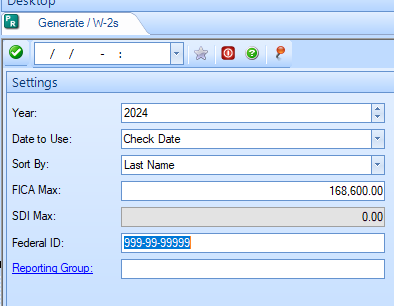 Desktop
PR Generate / W-2s
/ / - :
Settings
Year: 2024
Date to Use: Check Date
Sort By: Last Name
FICA Max: 168,600.00
SDI Max: 0.00
Federal ID: 999-99-99999
Reporting Group: